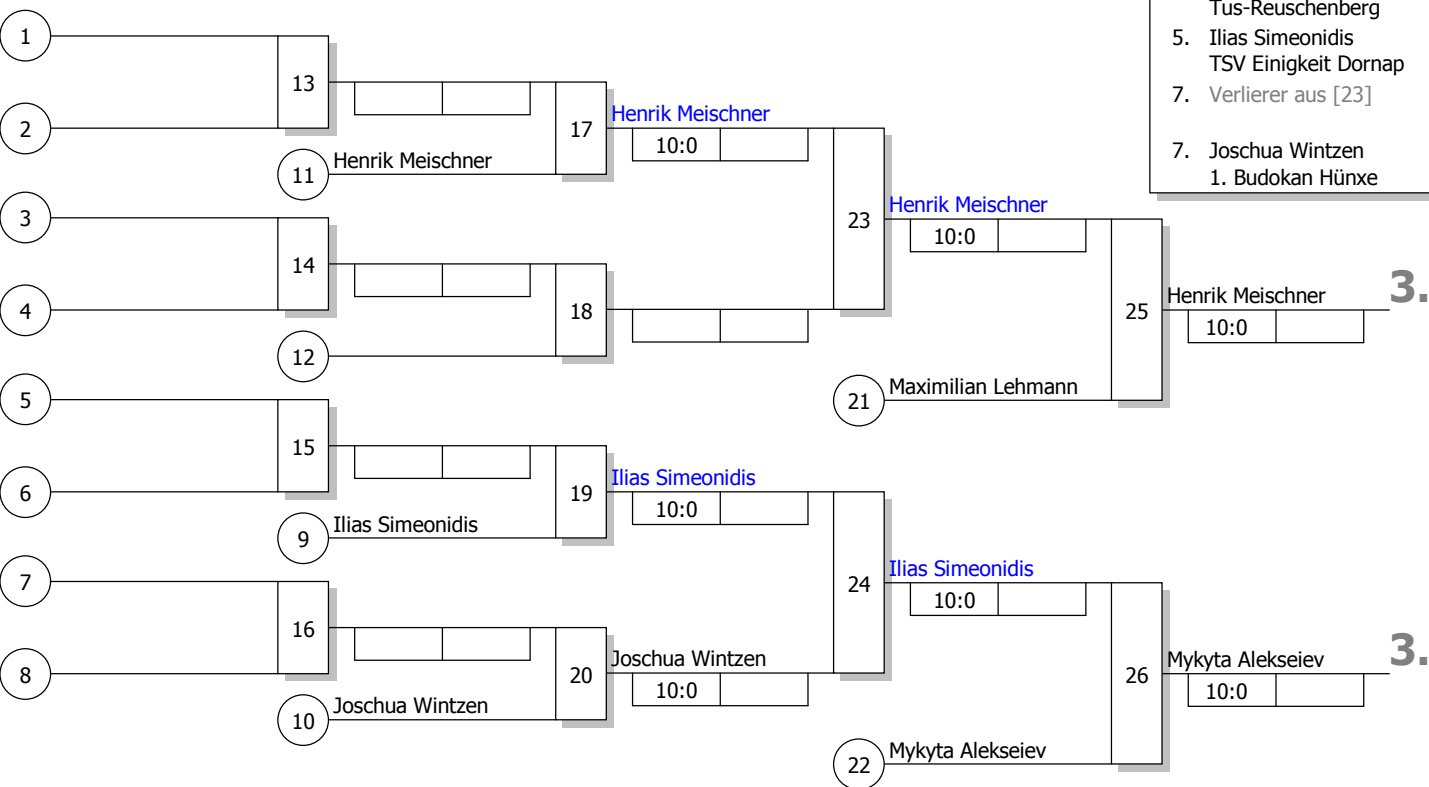 Tus-Reuschenberg
5. Ilias Simeonidis
TSV Einigkeit Dornap
7. Verlierer aus [23]
7. Joschua Wintzen
1. Budokan Hünxe
1
13
2
17
Henrik Meischner
10:0
11
Henrik Meischner
3
23
Henrik Meischner
10:0
14
4
18
25
Henrik Meischner
3.
10:0
12
5
21
Maximilian Lehmann
15
6
19
Ilias Simeonidis
10:0
9
Ilias Simeonidis
7
24
Ilias Simeonidis
10:0
16
8
20
Joschua Wintzen
10:0
26
Mykyta Alekseiev
3.
10:0
10
Joschua Wintzen
22
Mykyta Alekseiev